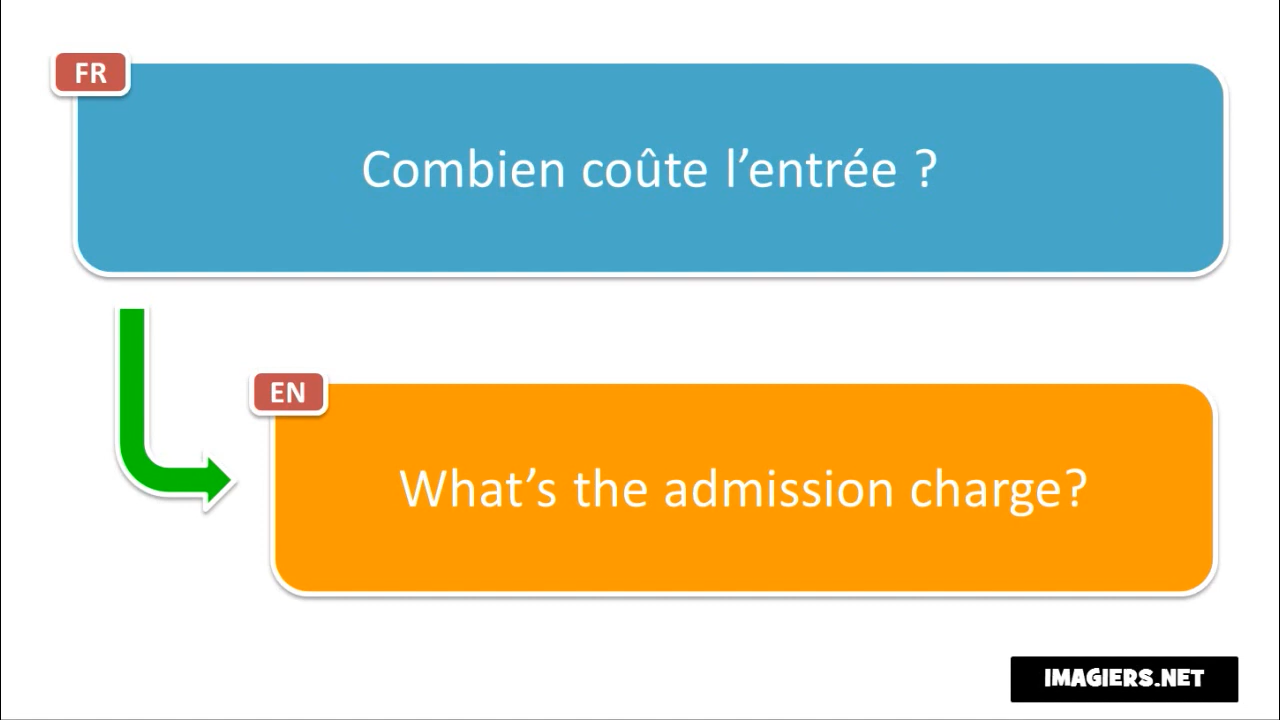 FR
Combien coûte l’entrée ?
EN
What’s the admission charge?
IMAGIERS.NET